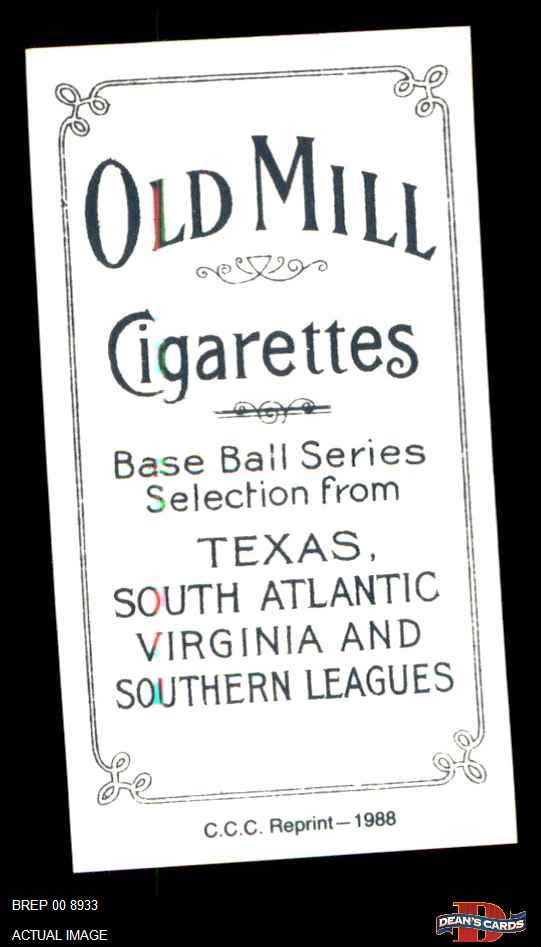 OLD MILL
Cigarettes
Base Ball Series
Selection from
TEXAS,
SOUTH ATLANTIC
VIRGINIA AND
SOUTHERN LEAGUES
C.C.C. Reprint—1988
BREP 00 8933
ACTUAL IMAGE
D
DEAN'S CARDS